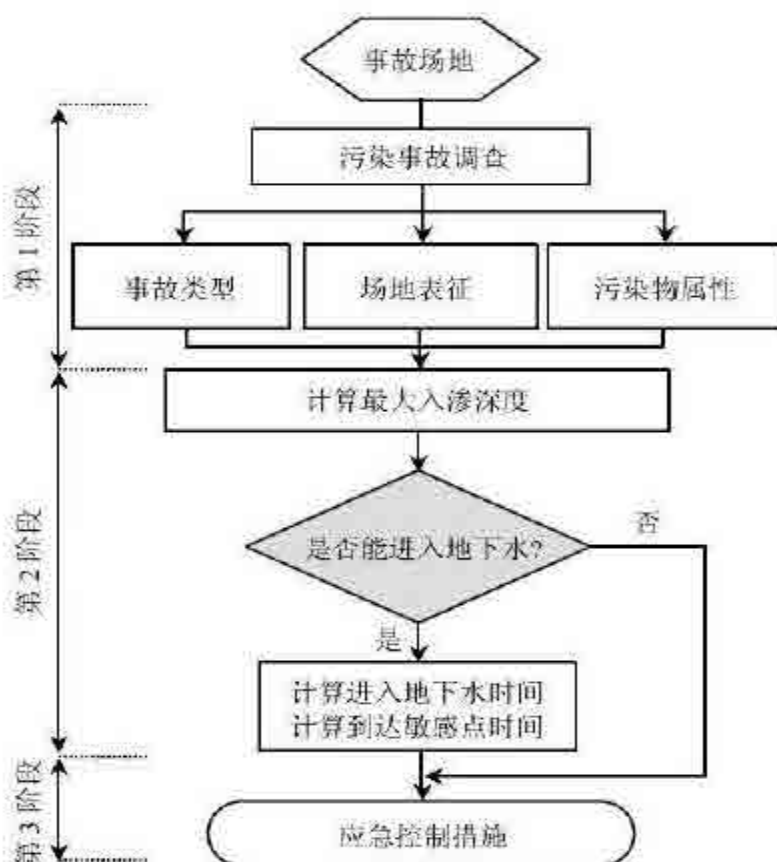 事故场地
第1阶段
污染事故调查
事故类型
场地表征
污染物属性
第2阶段
计算最大入渗深度
是否能进入地下水?
否
是
计算进入地下水时间
计算到达敏感点时间
第3阶段
应急控制措施